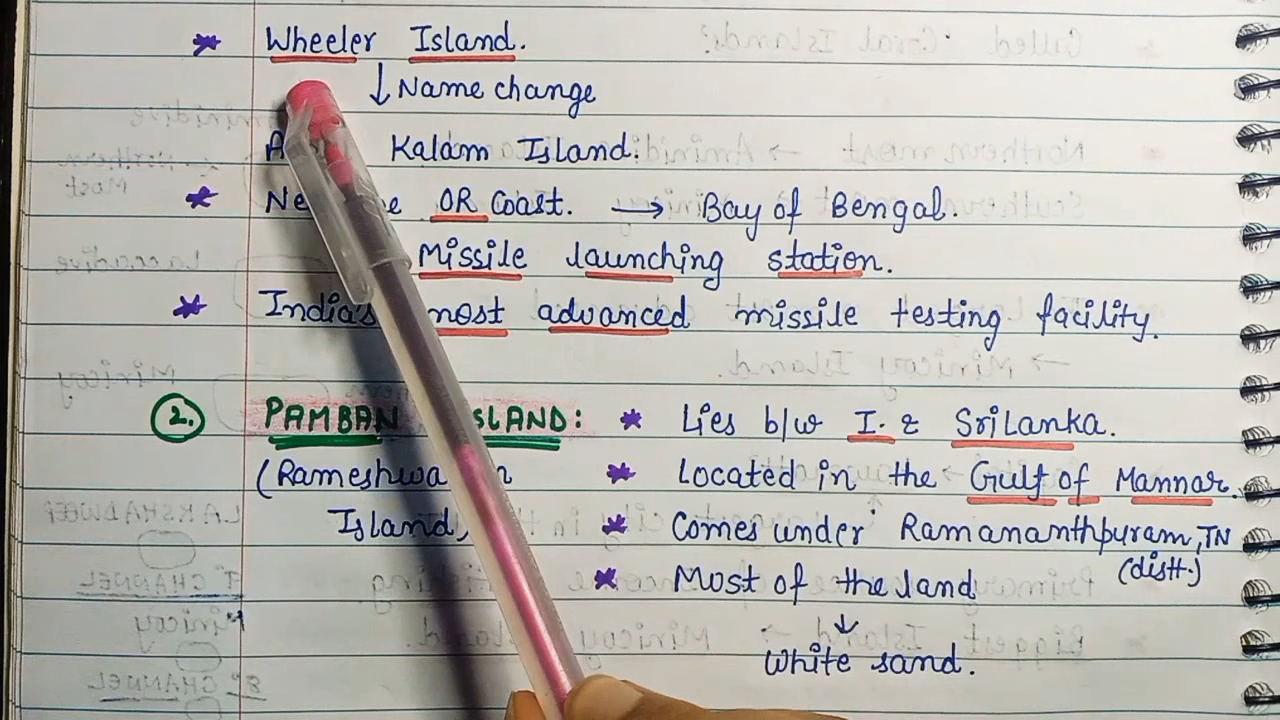 * Wheeler Island.
↓ Name change
Kalam Island.
* OR Coast. → Bay of Bengal.
Missile launching station.
* India's most advanced missile testing facility.
2. PAMBAN ISLAND: * Lies b/w I. & SriLanka.
(Rameshwa * Located in the Gulf of Mannar.
Island, * Comes under Ramananthpuram, TN
(distt.)
* Most of the land
↓
White sand.